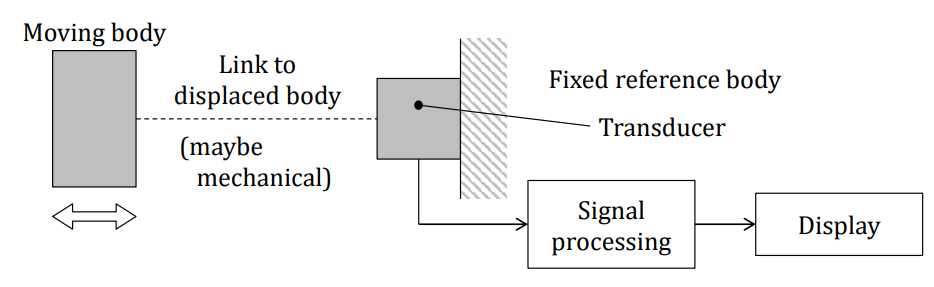 Moving body
Link to
displaced body
(maybe
mechanical)
Fixed reference body
Transducer
Signal
processing
Display